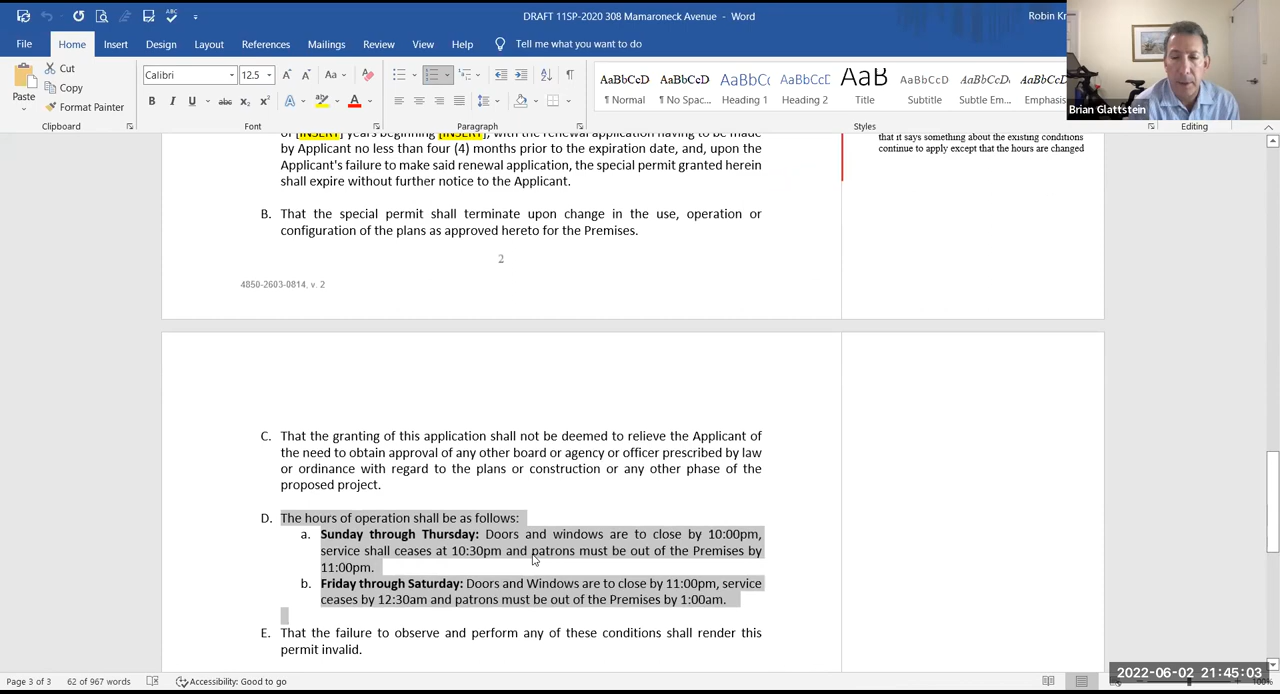 DRAFT 11SP-2020 308 Mamaroneck Avenue - Word
Robin
File Home Insert Design Layout References Mailings Review View Help Tell me what you want to do
Paste
Cut
Copy
Format Painter
Clipboard
Calibri 12.5
Font
Paragraph
AaBbCcD AaBbCcD AaBbC AaBbCcD AaB AaBbCcD AaBbCcD AaBbCc
¶ Normal ¶ No Spac... Heading 1 Heading 2 Title Subtitle Subtle Em... Emphasis
Styles
Editing
Brian Glattstein
of [INSERT] years beginning [INSERT], with the renewal application having to be made
by Applicant no less than four (4) months prior to the expiration date, and, upon the
Applicant's failure to make said renewal application, the special permit granted herein
shall expire without further notice to the Applicant.
that it says something about the existing conditions
continue to apply except that the hours are changed
B. That the special permit shall terminate upon change in the use, operation or
configuration of the plans as approved hereto for the Premises.
2
4850-2603-0814, v. 2
C. That the granting of this application shall not be deemed to relieve the Applicant of
the need to obtain approval of any other board or agency or officer prescribed by law
or ordinance with regard to the plans or construction or any other phase of the
proposed project.
D. The hours of operation shall be as follows:
a. Sunday through Thursday: Doors and windows are to close by 10:00pm,
service shall ceases at 10:30pm and patrons must be out of the Premises by
11:00pm.
b. Friday through Saturday: Doors and Windows are to close by 11:00pm, service
ceases by 12:30am and patrons must be out of the Premises by 1:00am.
E. That the failure to observe and perform any of these conditions shall render this
permit invalid.
Page 3 of 3 62 of 967 words Accessibility: Good to go
2022-06-02 21:45:03